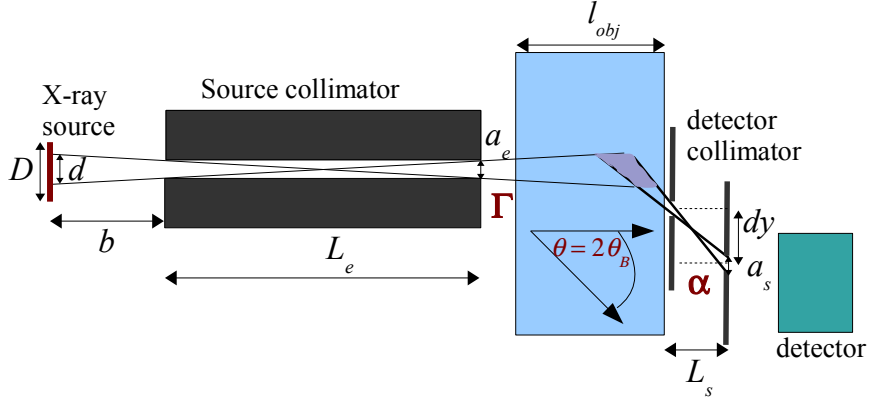 l_obj
X-ray
source
Source collimator
a_e
detector
collimator
D
d
Γ
b
L_e
θ=2θ_B
dy
α
a_s
L_s
detector